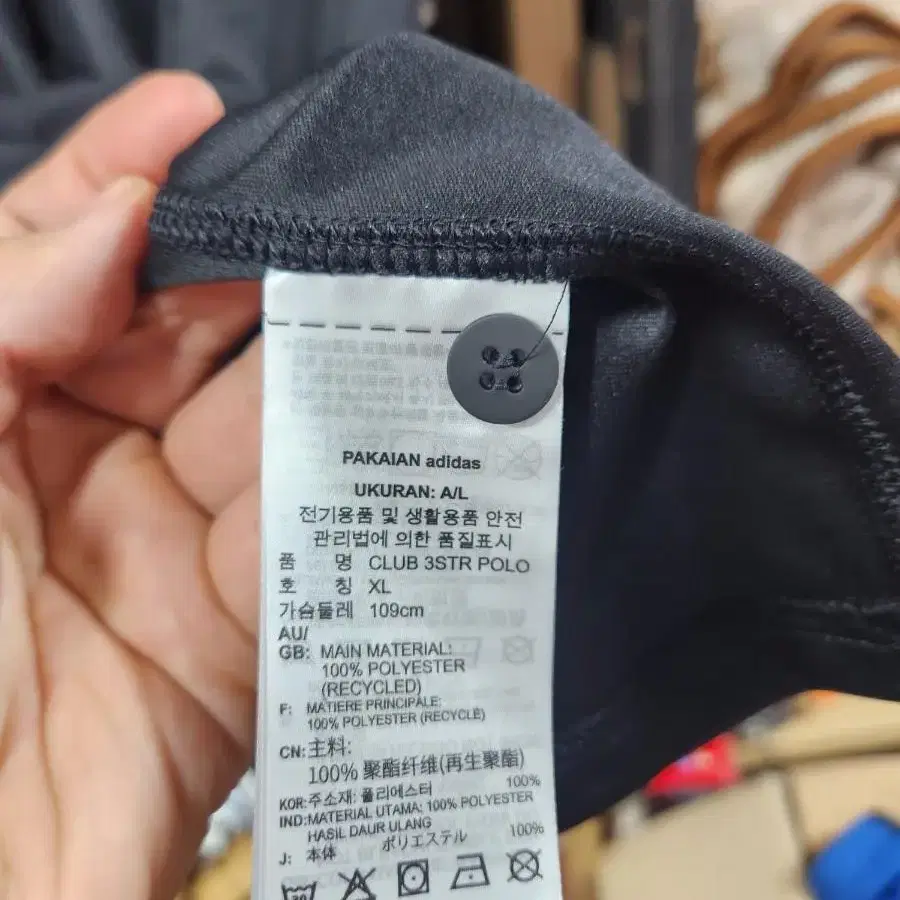 PAKAIAN adidas
UKURAN: A/L
전기용품 및 생활용품 안전
관리법에 의한 품질표시
품 명 CLUB 3STR POLO
호 칭 XL
가슴둘레 109cm
AU/
GB: MAIN MATERIAL:
100% POLYESTER
(RECYCLED)
F: MATIERE PRINCIPALE:
100% POLYESTER (RECYCLÉ)
CN: 主料:
100% 聚酯纤维(再生聚酯)
KOR: 주소재: 폴리에스터 100%
IND: MATERIAL UTAMA: 100% POLYESTER
HASIL DAUR ULANG
J: 本体 ポリエステル 100%
30